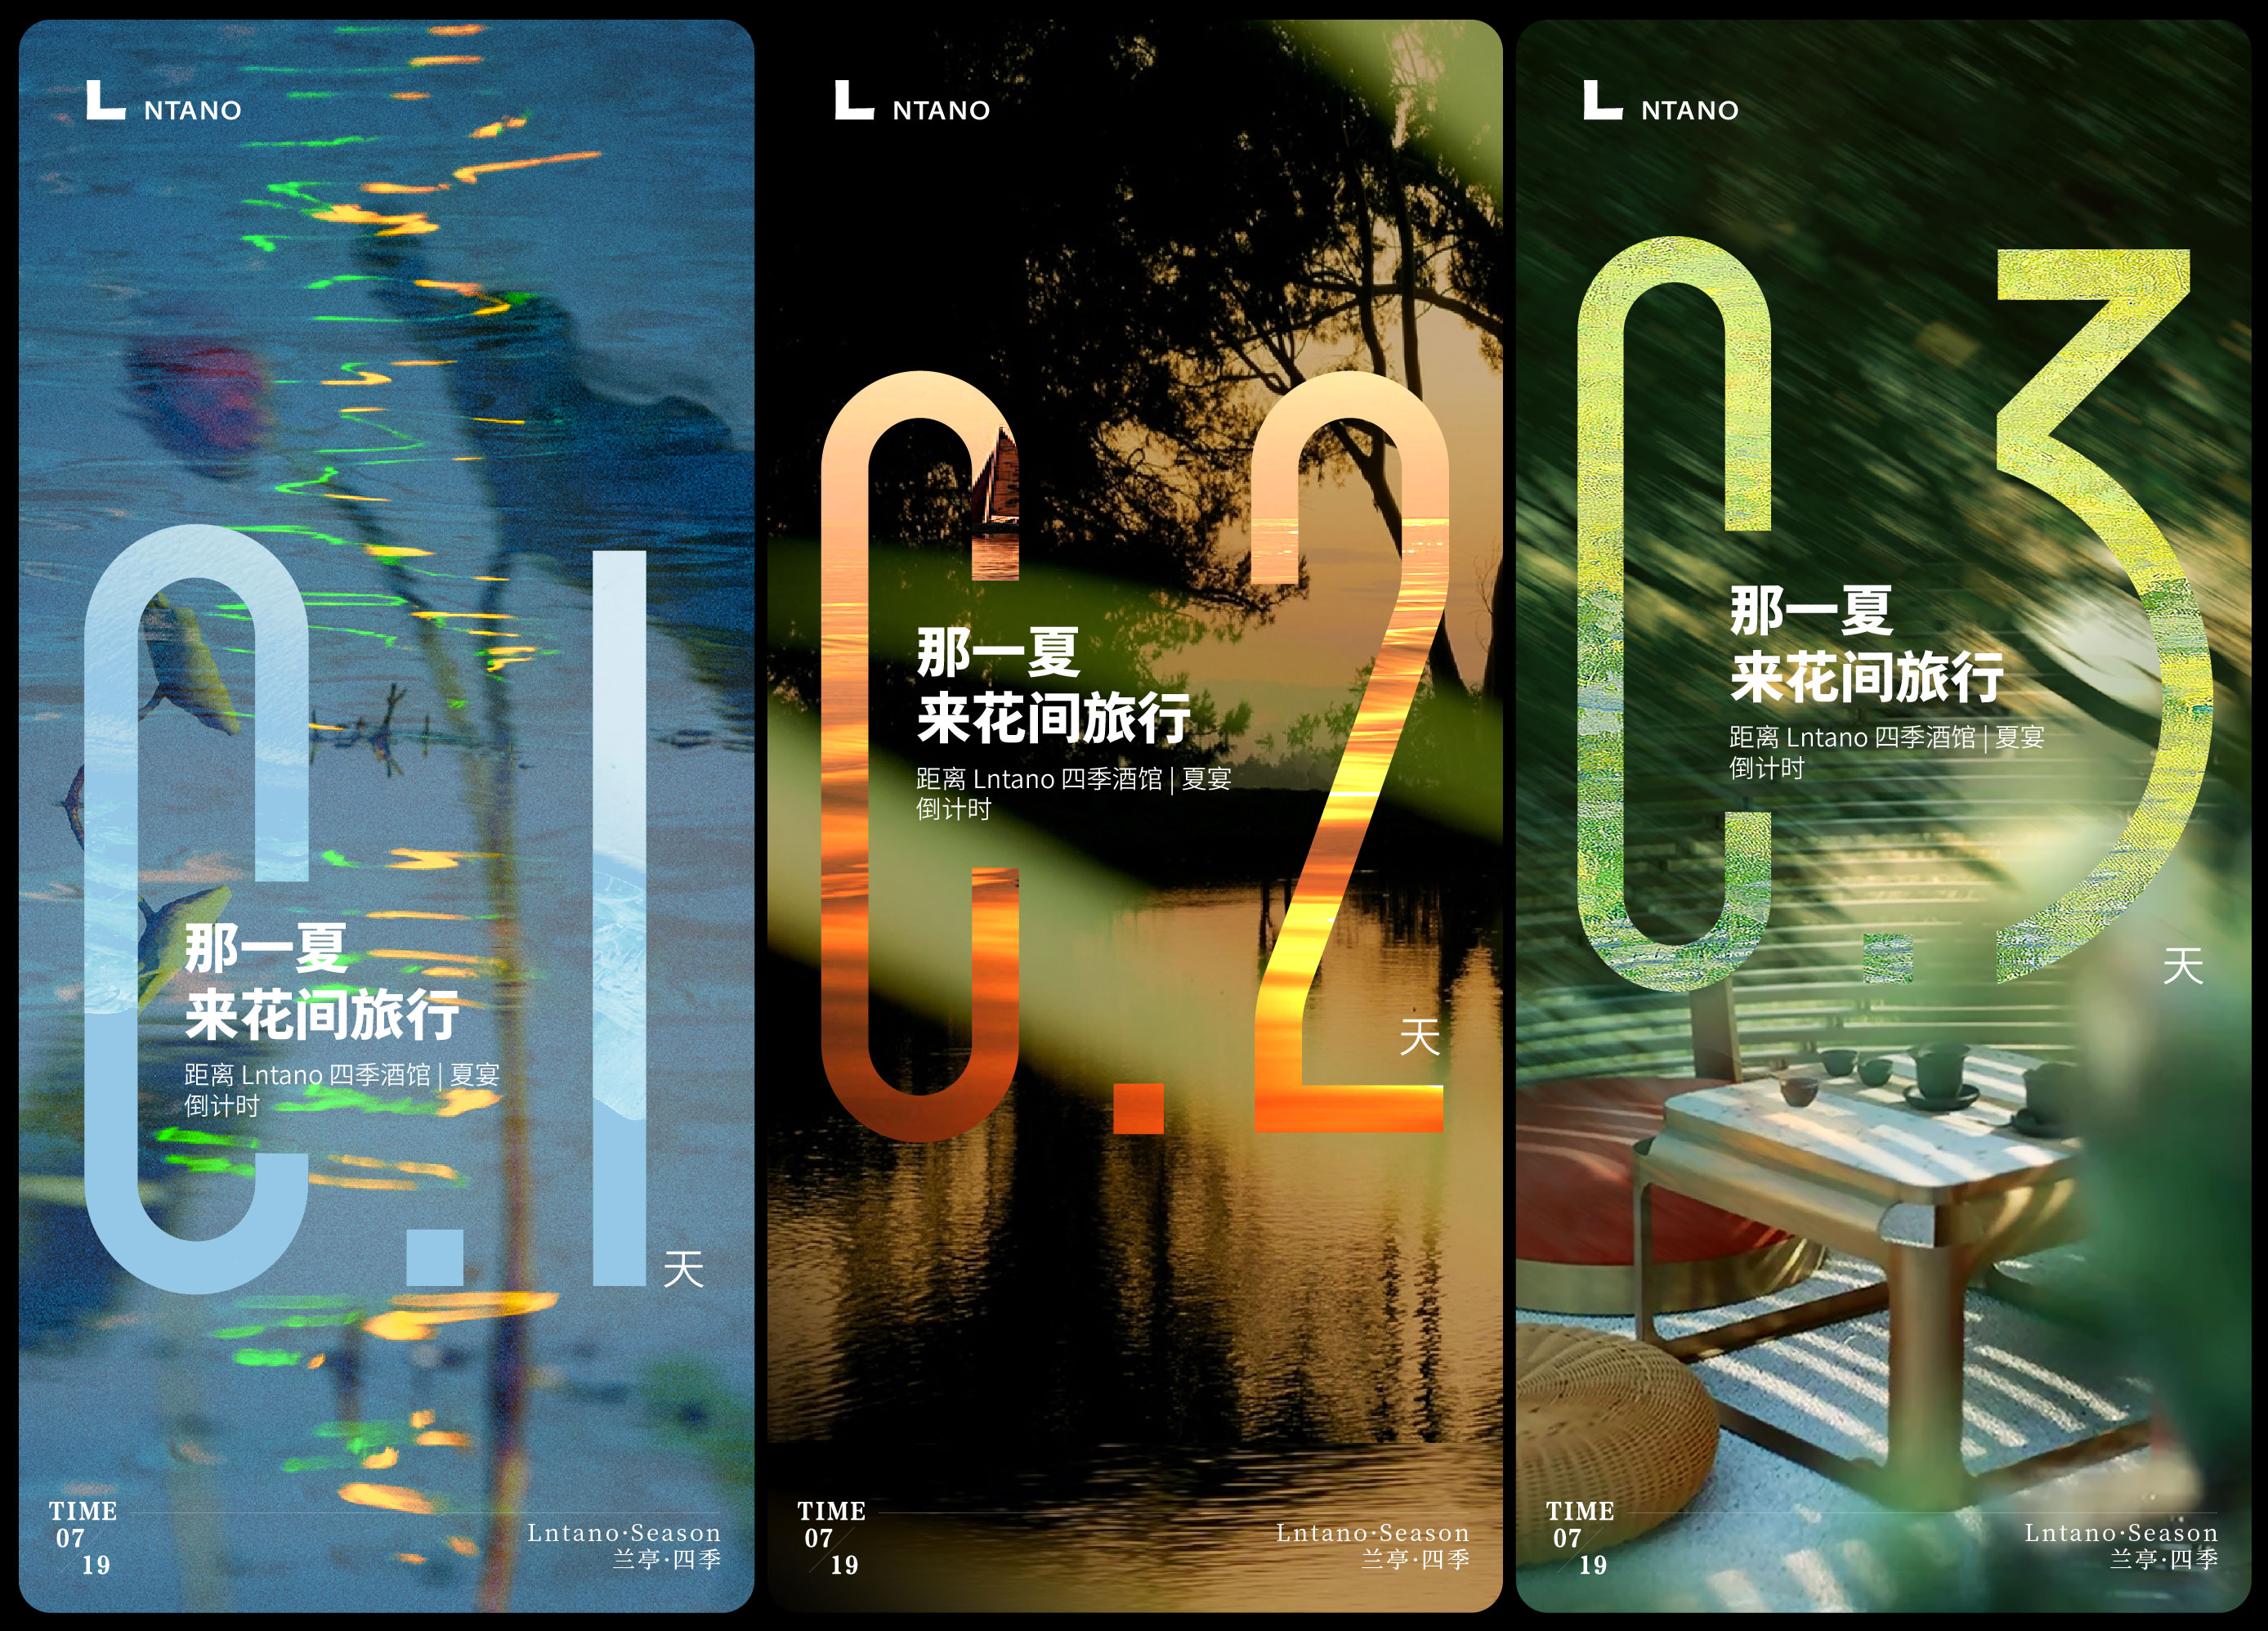 L NTANO
0.1
那一夏
来花间旅行
距离 Lntano 四季酒馆 | 夏宴
倒计时
天
TIME
07
19
Lntano·Season
兰亭·四季
L NTANO
0.2
那一夏
来花间旅行
距离 Lntano 四季酒馆 | 夏宴
倒计时
天
TIME
07
19
Lntano·Season
兰亭·四季
L NTANO
0.3
那一夏
来花间旅行
距离 Lntano 四季酒馆 | 夏宴
倒计时
天
TIME
07
19
Lntano·Season
兰亭·四季